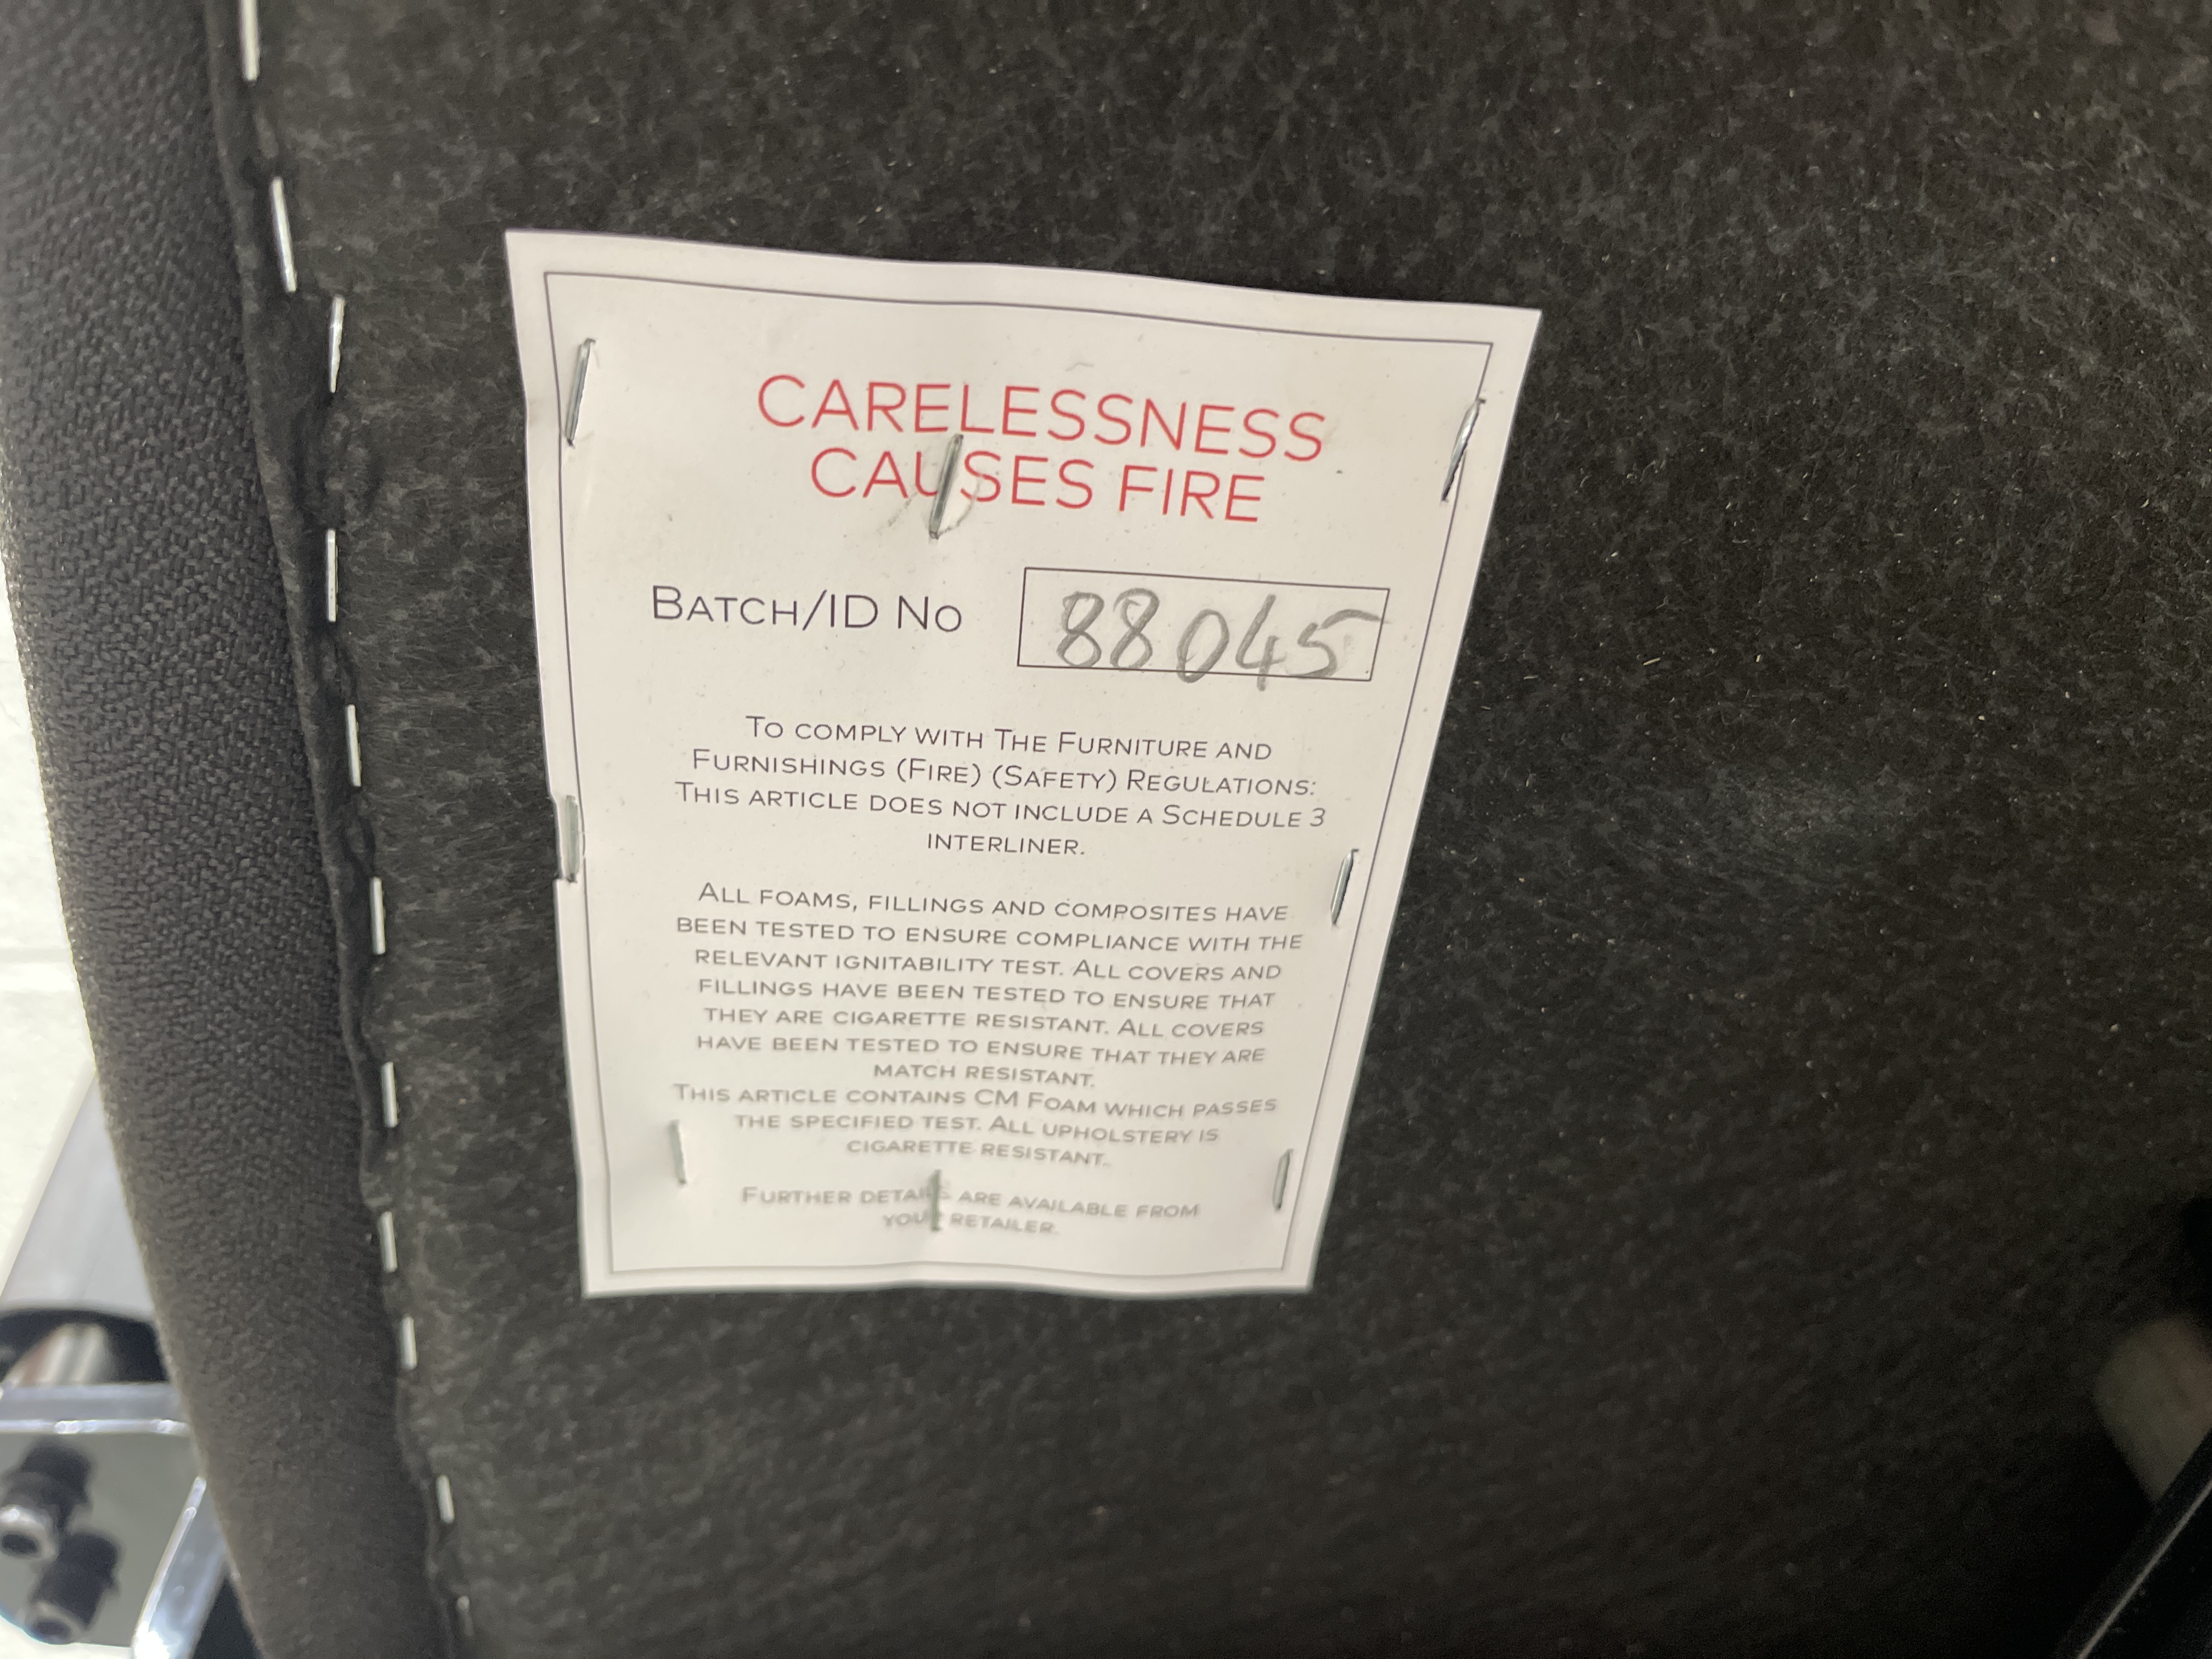 CARELESSNESS
CAUSES FIRE
BATCH/ID NO 88045
TO COMPLY WITH THE FURNITURE AND
FURNISHINGS (FIRE) (SAFETY) REGULATIONS:
THIS ARTICLE DOES NOT INCLUDE A SCHEDULE 3
INTERLINER.
ALL FOAMS, FILLINGS AND COMPOSITES HAVE
BEEN TESTED TO ENSURE COMPLIANCE WITH THE
RELEVANT IGNITABILITY TEST. ALL COVERS AND
FILLINGS HAVE BEEN TESTED TO ENSURE THAT
THEY ARE CIGARETTE RESISTANT. ALL COVERS
HAVE BEEN TESTED TO ENSURE THAT THEY ARE
MATCH RESISTANT.
THIS ARTICLE CONTAINS CM FOAM WHICH PASSES
THE SPECIFIED TEST. ALL UPHOLSTERY IS
CIGARETTE RESISTANT.
FURTHER DETAILS ARE AVAILABLE FROM
YOUR RETAILER.